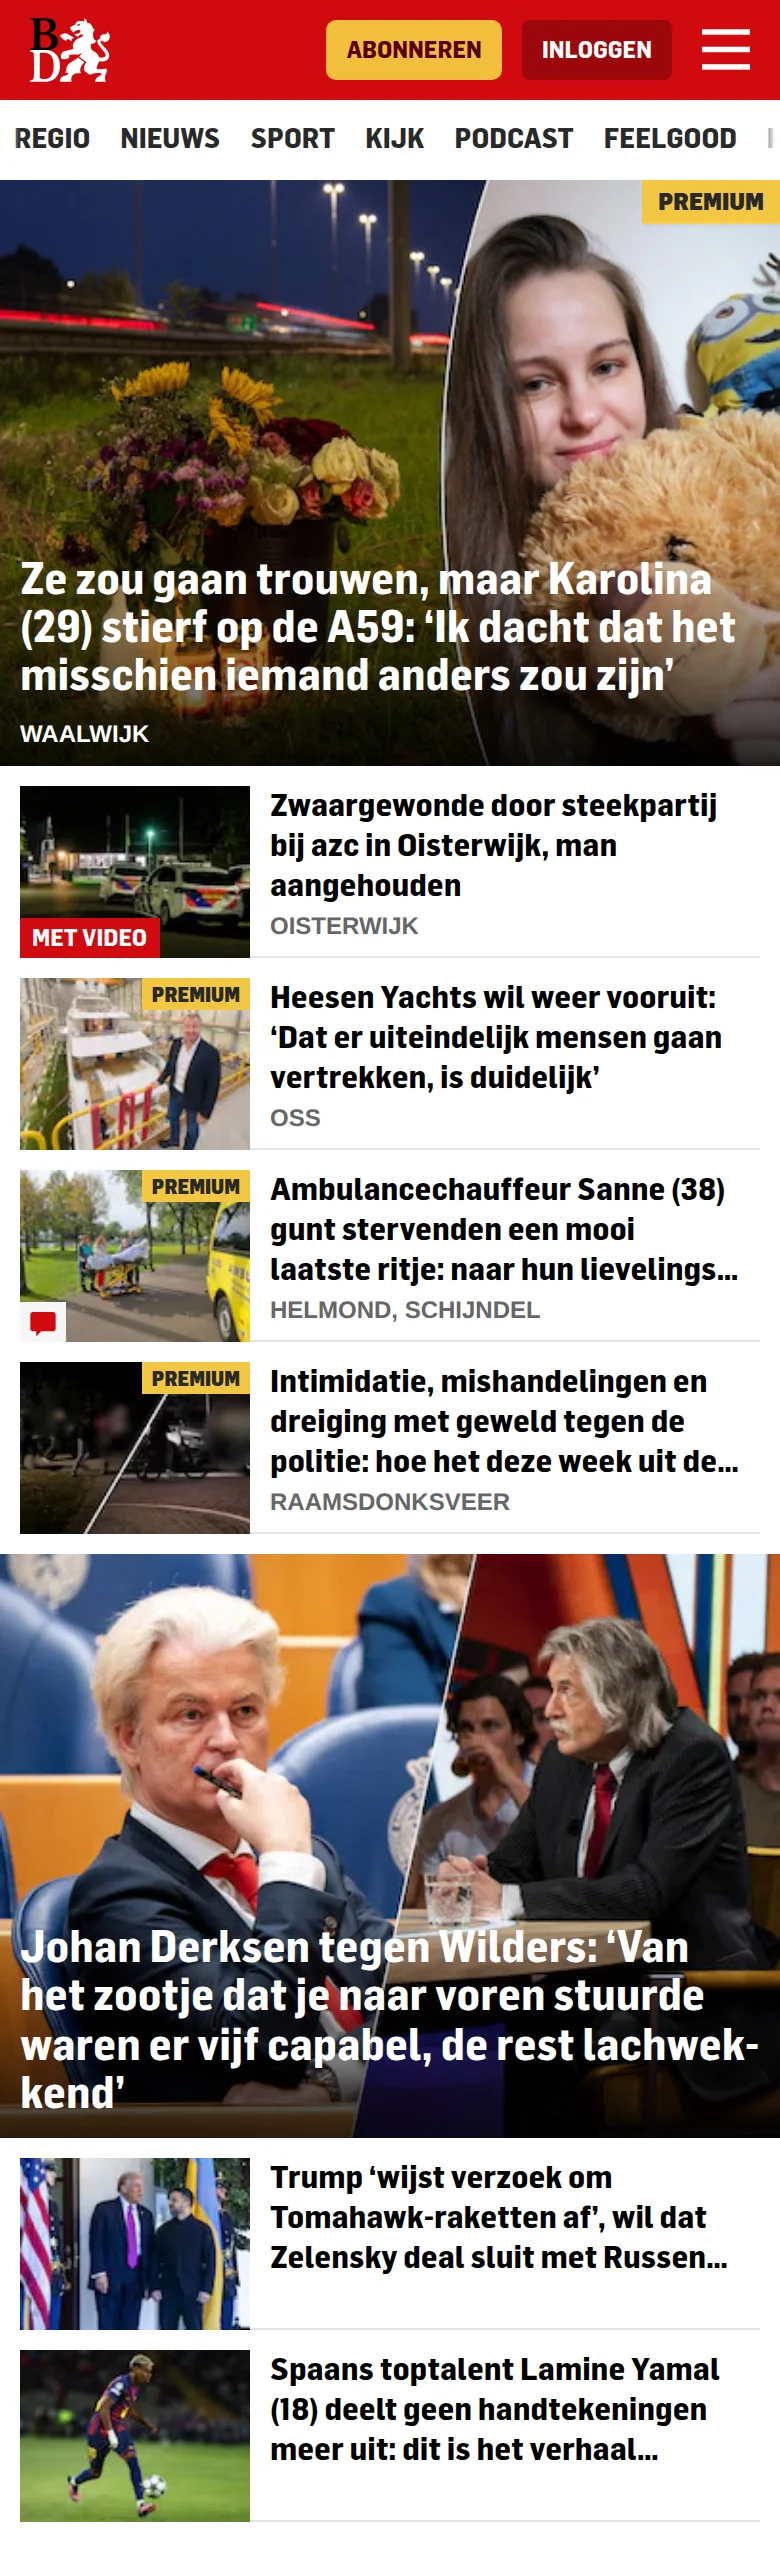 BD
ABONNEREN
INLOGGEN
REGIO NIEUWS SPORT KIJK PODCAST FEELGOOD
PREMIUM
Ze zou gaan trouwen, maar Karolina
(29) stierf op de A59: ‘Ik dacht dat het
misschien iemand anders zou zijn’
WAALWIJK
MET VIDEO
Zwaargewonde door steekpartij
bij azc in Oisterwijk, man
aangehouden
OISTERWIJK
PREMIUM
Heesen Yachts wil weer vooruit:
‘Dat er uiteindelijk mensen gaan
vertrekken, is duidelijk’
OSS
PREMIUM
Ambulancechauffeur Sanne (38)
gunt stervenden een mooi
laatste ritje: naar hun lievelings...
HELMOND, SCHIJNDEL
PREMIUM
Intimidatie, mishandelingen en
dreiging met geweld tegen de
politie: hoe het deze week uit de...
RAAMSDONKSVEER
Johan Derksen tegen Wilders: ‘Van
het zootje dat je naar voren stuurde
waren er vijf capabel, de rest lachwek-
kend’
Trump ‘wijst verzoek om
Tomahawk-raketten af’, wil dat
Zelensky deal sluit met Russen...
Spaans toptalent Lamine Yamal
(18) deelt geen handtekeningen
meer uit: dit is het verhaal...